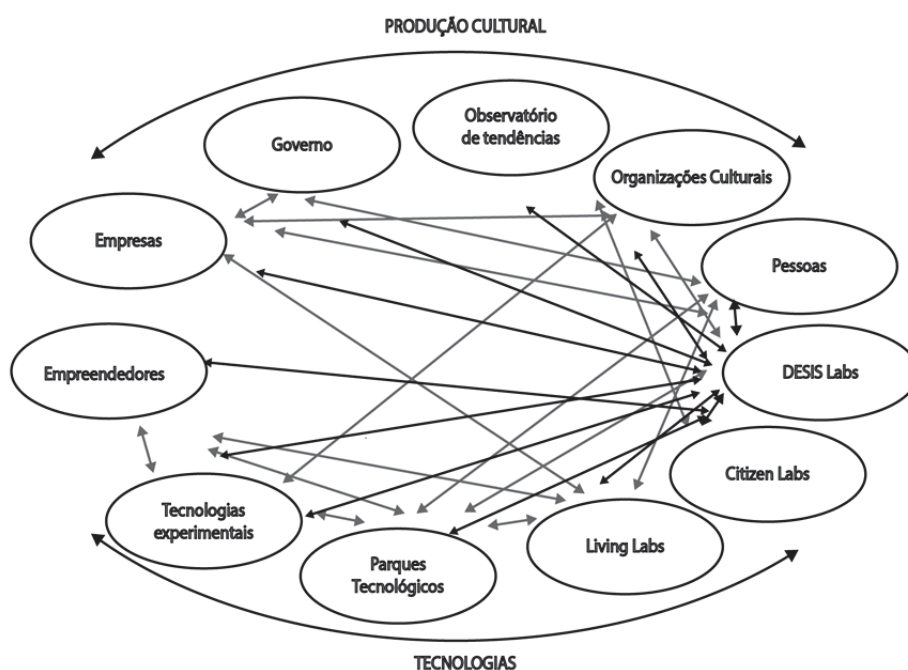 PRODUÇÃO CULTURAL
Observatório
de tendências
Governo
Organizações Culturais
Empresas
Pessoas
Empreendedores
DESIS Labs
Citizen Labs
Tecnologias
experimentais
Living Labs
Parques
Tecnológicos
TECNOLOGIAS